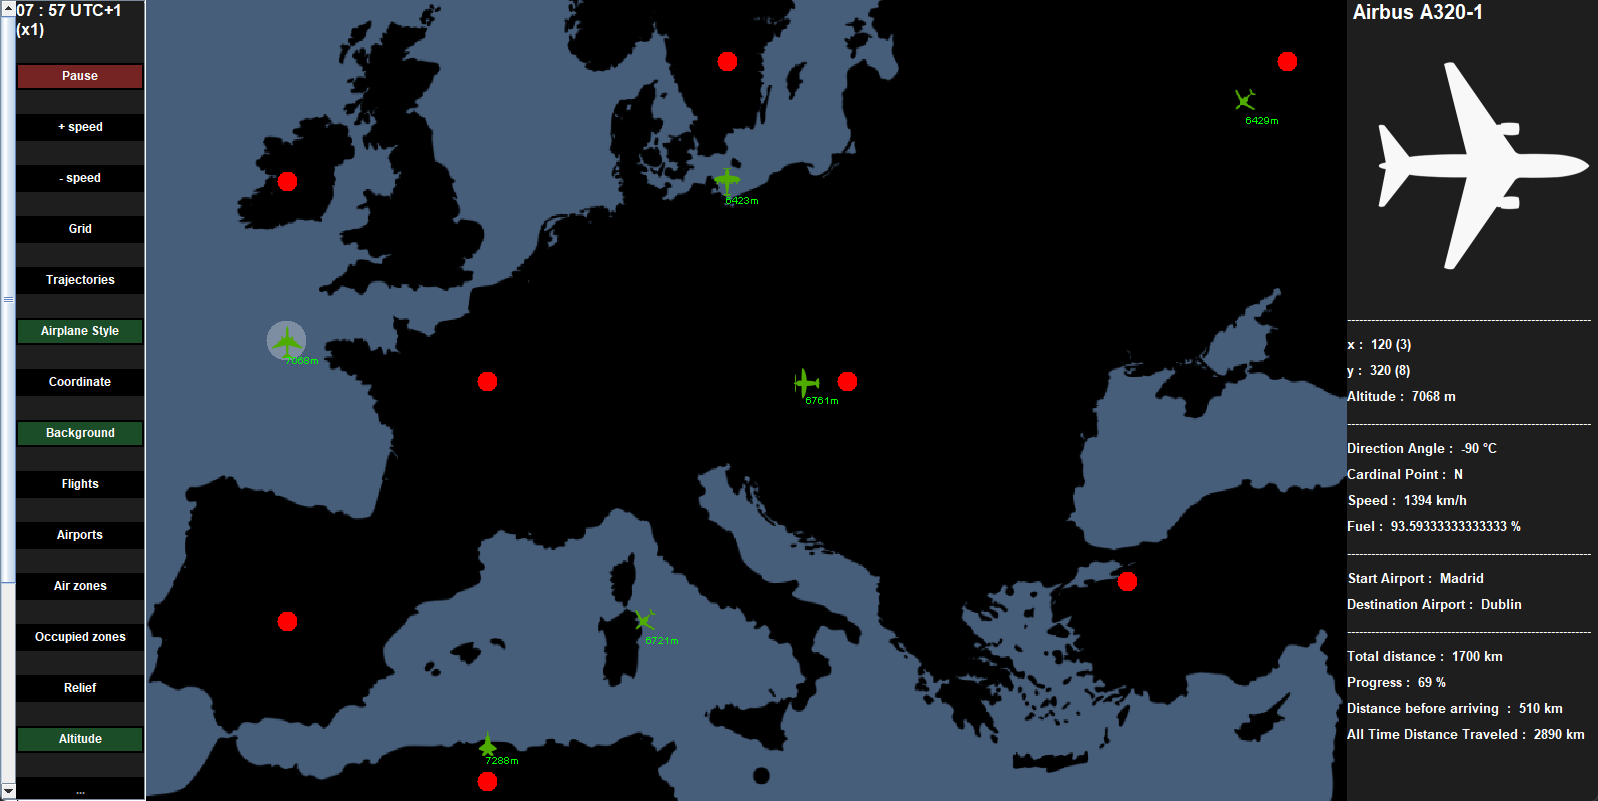 07 : 57 UTC+1
(x1)
Pause
+ speed
- speed
Grid
Trajectories
Airplane Style
Coordinate
Background
Flights
Airports
Air zones
Occupied zones
Relief
Altitude
...
6429m
6423m
7068m
6761m
6721m
7288m
Airbus A320-1
x : 120 (3)
y : 320 (8)
Altitude : 7068 m
Direction Angle : -90 °C
Cardinal Point : N
Speed : 1394 km/h
Fuel : 93.59333333333333 %
Start Airport : Madrid
Destination Airport : Dublin
Total distance : 1700 km
Progress : 69 %
Distance before arriving : 510 km
All Time Distance Traveled : 2890 km